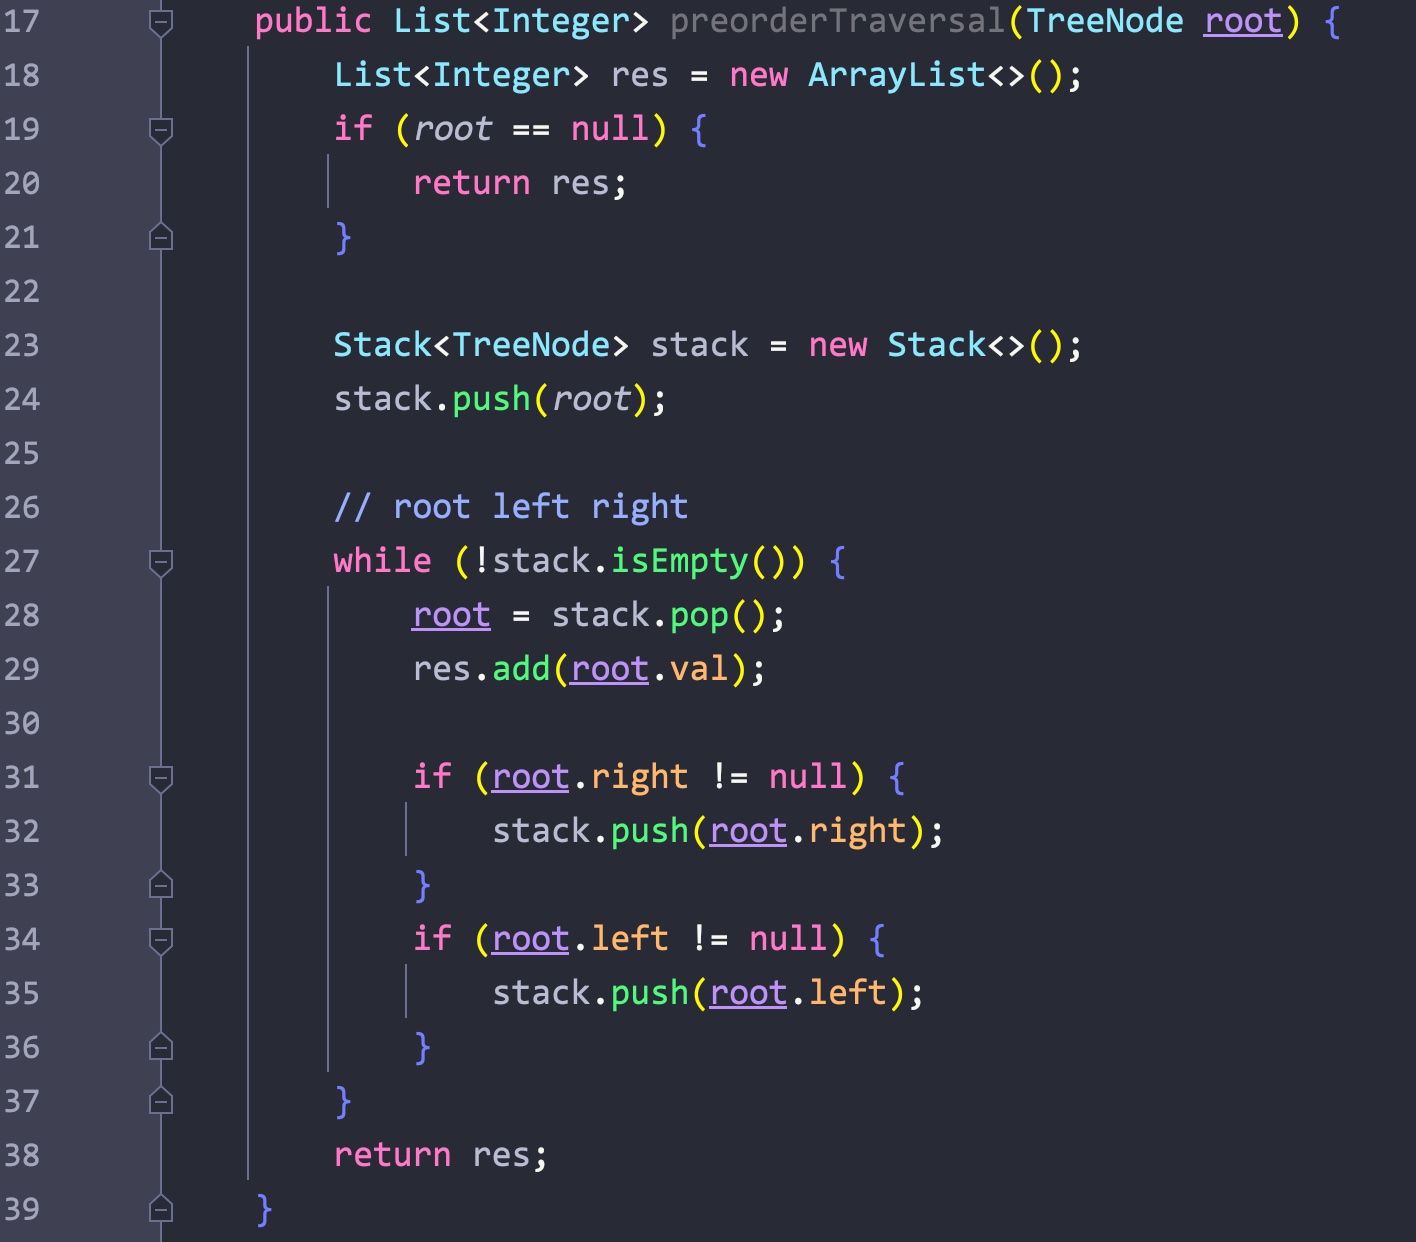 17 public List<Integer> preorderTraversal(TreeNode root) {
18 List<Integer> res = new ArrayList<>();
19 if (root == null) {
20 return res;
21 }
22
23 Stack<TreeNode> stack = new Stack<>();
24 stack.push(root);
25
26 // root left right
27 while (!stack.isEmpty()) {
28 root = stack.pop();
29 res.add(root.val);
30
31 if (root.right != null) {
32 stack.push(root.right);
33 }
34 if (root.left != null) {
35 stack.push(root.left);
36 }
37 }
38 return res;
39 }